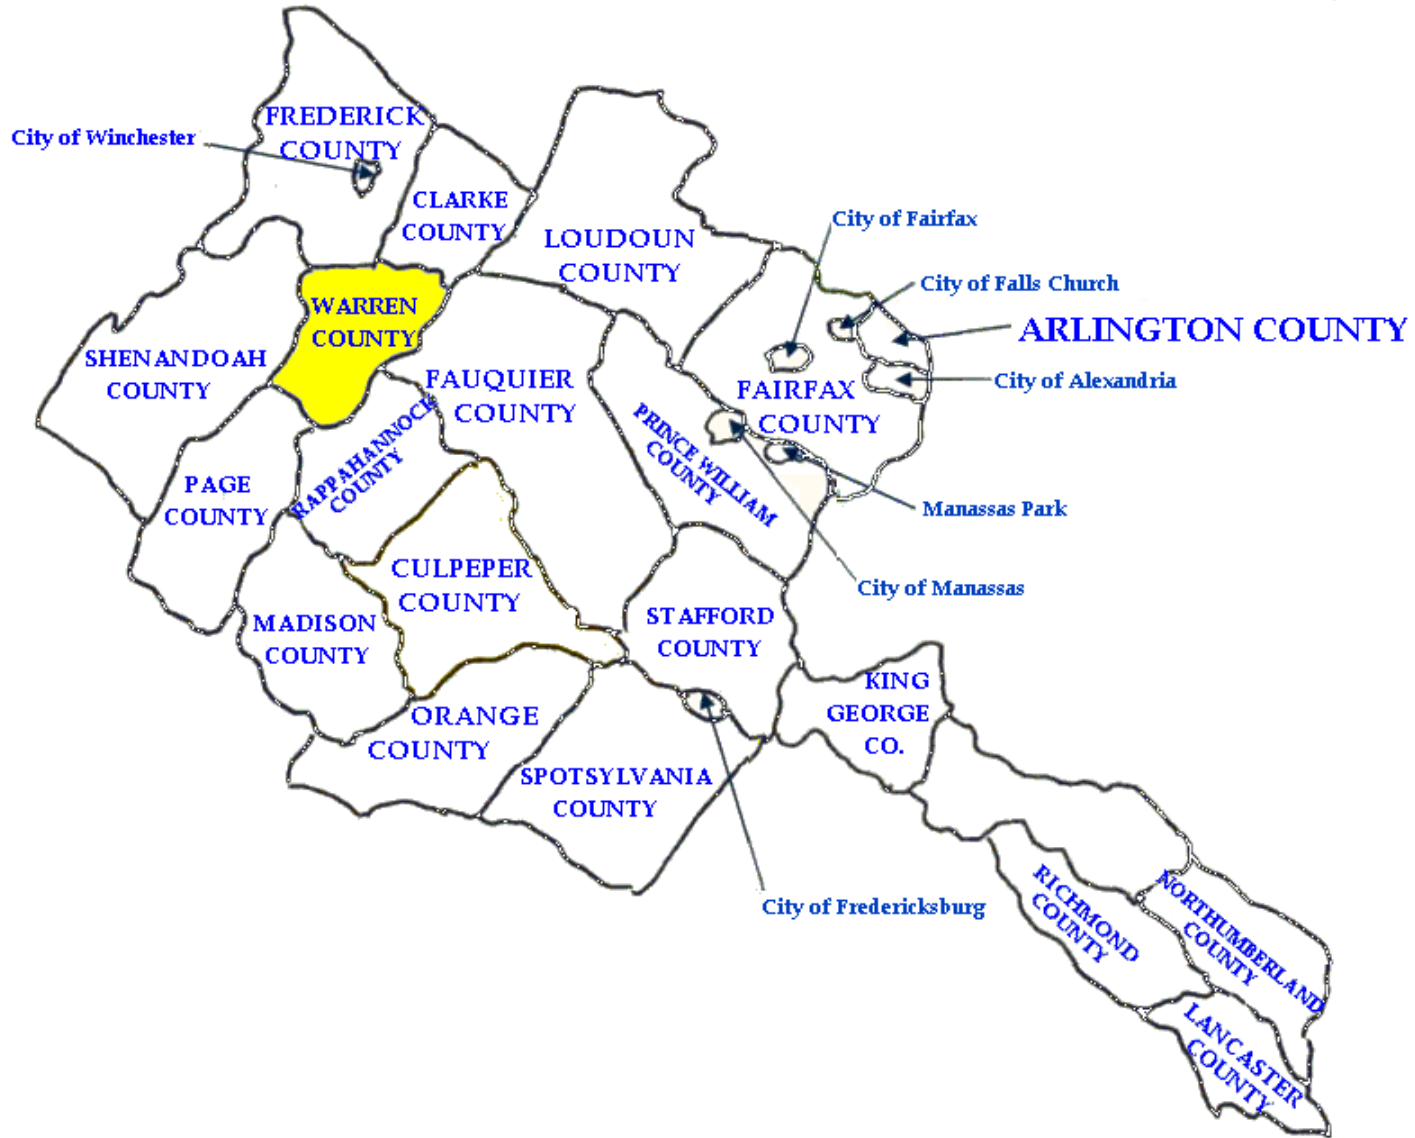 FREDERICK
COUNTY
City of Winchester
CLARKE
COUNTY
LOUDOUN
COUNTY
City of Fairfax
City of Falls Church
ARLINGTON COUNTY
City of Alexandria
WARREN
COUNTY
SHENANDOAH
COUNTY
FAUQUIER
COUNTY
FAIRFAX
COUNTY
RAPPAHANNOCK
COUNTY
PRINCE WILLIAM
COUNTY
PAGE
COUNTY
Manassas Park
City of Manassas
CULPEPER
COUNTY
MADISON
COUNTY
STAFFORD
COUNTY
KING
GEORGE
CO.
ORANGE
COUNTY
SPOTSYLVANIA
COUNTY
City of Fredericksburg
RICHMOND
COUNTY
NORTHUMBERLAND
COUNTY
LANCASTER
COUNTY